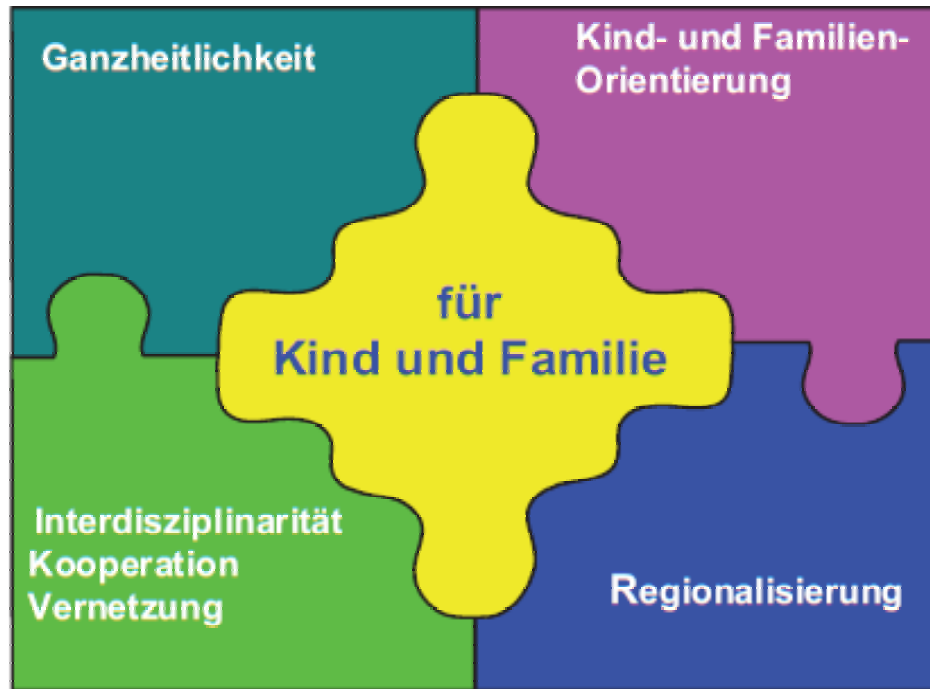 Ganzheitlichkeit
Kind- und Familien-
Orientierung
für
Kind und Familie
Interdisziplinarität
Kooperation
Vernetzung
Regionalisierung